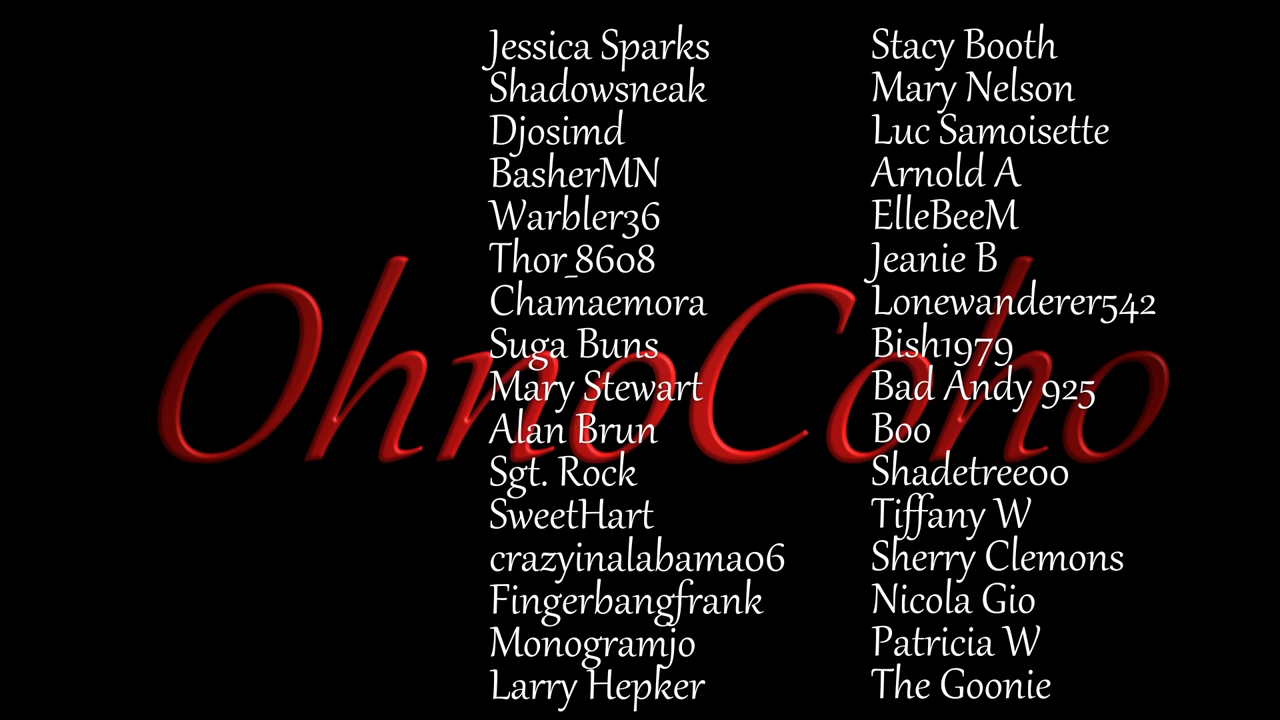 Jessica Sparks
Shadowsneak
Djosimd
BasherMN
Warbler36
Thor_8608
Chamaemora
Suga Buns
Mary Stewart
Alan Brun
Sgt. Rock
SweetHart
crazyinalabama06
Fingerbangfrank
Monogramjo
Larry Hepker
Stacy Booth
Mary Nelson
Luc Samoisette
Arnold A
ElleBeeM
Jeanie B
Lonewanderer542
Bish1979
Bad Andy 925
Boo
Shadetree00
Tiffany W
Sherry Clemons
Nicola Gio
Patricia W
The Goonie
OhnoCoho